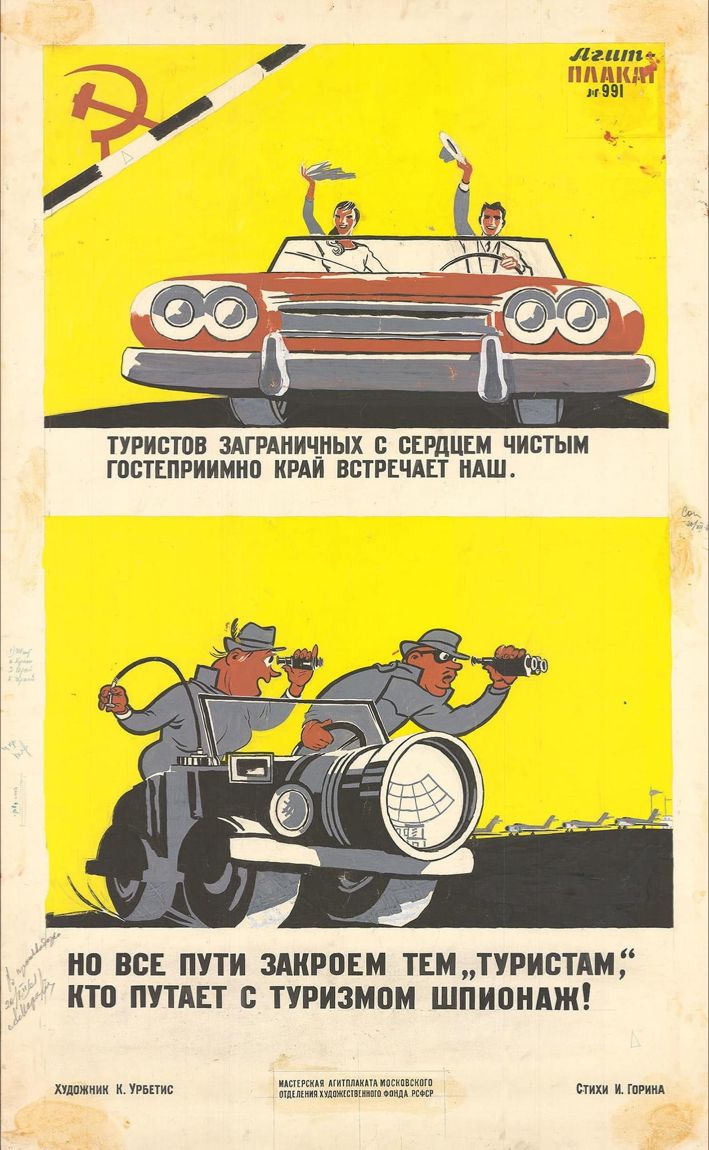 Агит-
ПЛАКАТ
№ 991
ТУРИСТОВ ЗАГРАНИЧНЫХ С СЕРДЦЕМ ЧИСТЫМ
ГОСТЕПРИИМНО КРАЙ ВСТРЕЧАЕТ НАШ.
НО ВСЕ ПУТИ ЗАКРОЕМ ТЕМ „ТУРИСТАМ,“
КТО ПУТАЕТ С ТУРИЗМОМ ШПИОНАЖ!
ХУДОЖНИК К. УРБЕТИС
МАСТЕРСКАЯ АГИТПЛАКАТА МОСКОВСКОГО
ОТДЕЛЕНИЯ ХУДОЖЕСТВЕННОГО ФОНДА РСФСР
СТИХИ И. ГОРИНА